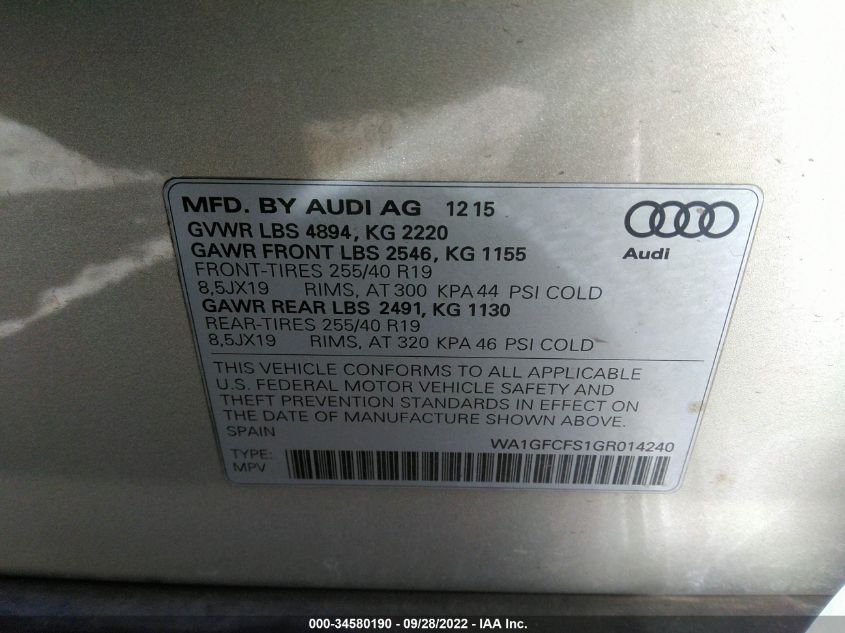 MFD. BY AUDI AG 12 15
GVWR LBS 4894, KG 2220
GAWR FRONT LBS 2546, KG 1155
FRONT-TIRES 255/40 R19
8,5JX19 RIMS, AT 300 KPA 44 PSI COLD
GAWR REAR LBS 2491, KG 1130
REAR-TIRES 255/40 R19
8,5JX19 RIMS, AT 320 KPA 46 PSI COLD
Audi
THIS VEHICLE CONFORMS TO ALL APPLICABLE
U.S. FEDERAL MOTOR VEHICLE SAFETY AND
THEFT PREVENTION STANDARDS IN EFFECT ON
THE DATE OF MANUFACTURE SHOWN ABOVE.
SPAIN
WA1GFCFS1GR014240
TYPE:
MPV
000-34580190 - 09/28/2022 - IAA Inc.